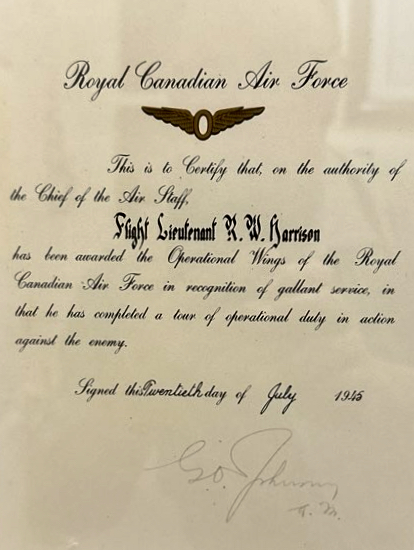 Royal Canadian Air Force
This is to Certify that, on the authority of
the Chief of the Air Staff,
Flight Lieutenant R. W. Harrison
has been awarded the Operational Wings of the Royal
Canadian Air Force in recognition of gallant service, in
that he has completed a tour of operational duty in action
against the enemy.
Signed this Twentieth day of July 1945
G.O. Johnson
A. M.